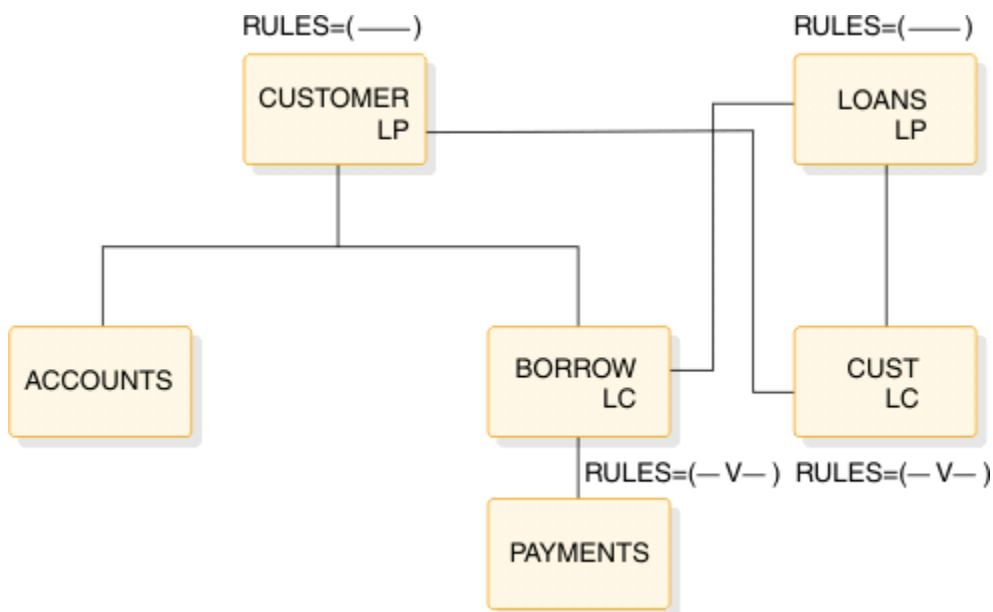 RULES=( —— )
RULES=( —— )
CUSTOMER
LP
LOANS
LP
ACCOUNTS
BORROW
LC
CUST
LC
RULES=(— V— )
RULES=(— V— )
PAYMENTS